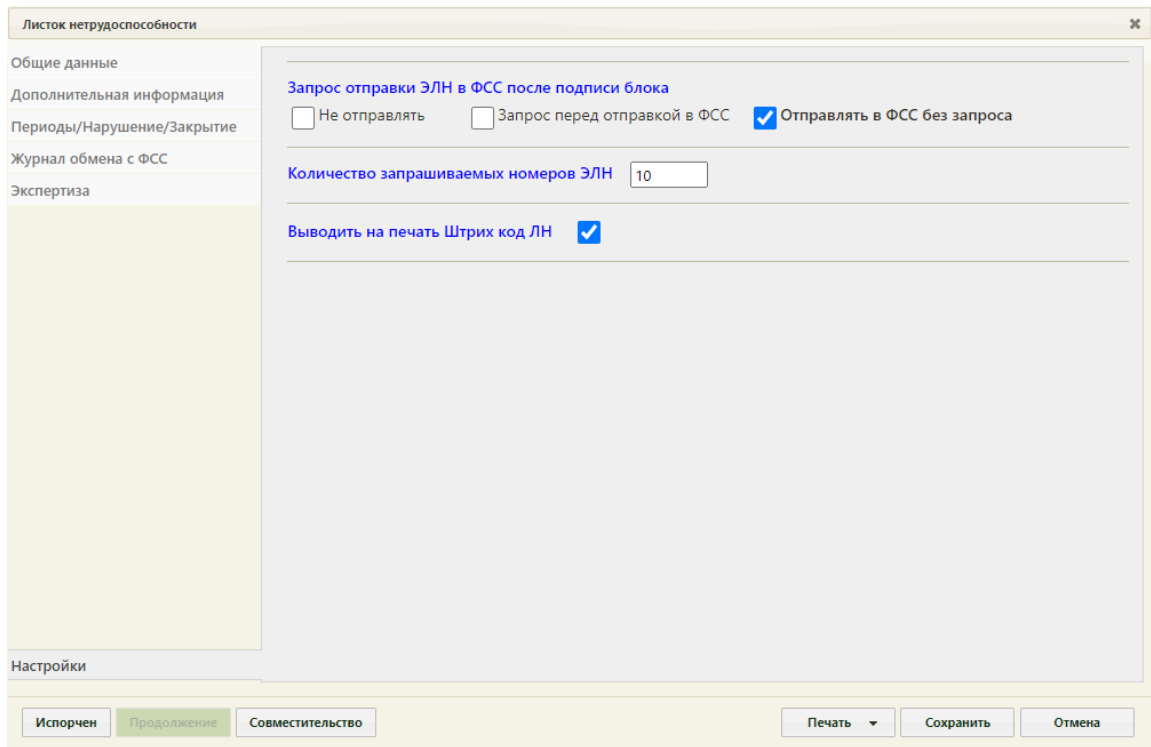 Листок нетрудоспособности
Общие данные
Дополнительная информация
Периоды/Нарушение/Закрытие
Журнал обмена с ФСС
Экспертиза
Настройки
Запрос отправки ЭЛН в ФСС после подписи блока
Не отправлять Запрос перед отправкой в ФСС Отправлять в ФСС без запроса
Количество запрашиваемых номеров ЭЛН 10
Выводить на печать Штрих код ЛН
Испорчен Продолжение Совместительство Печать Сохранить Отмена